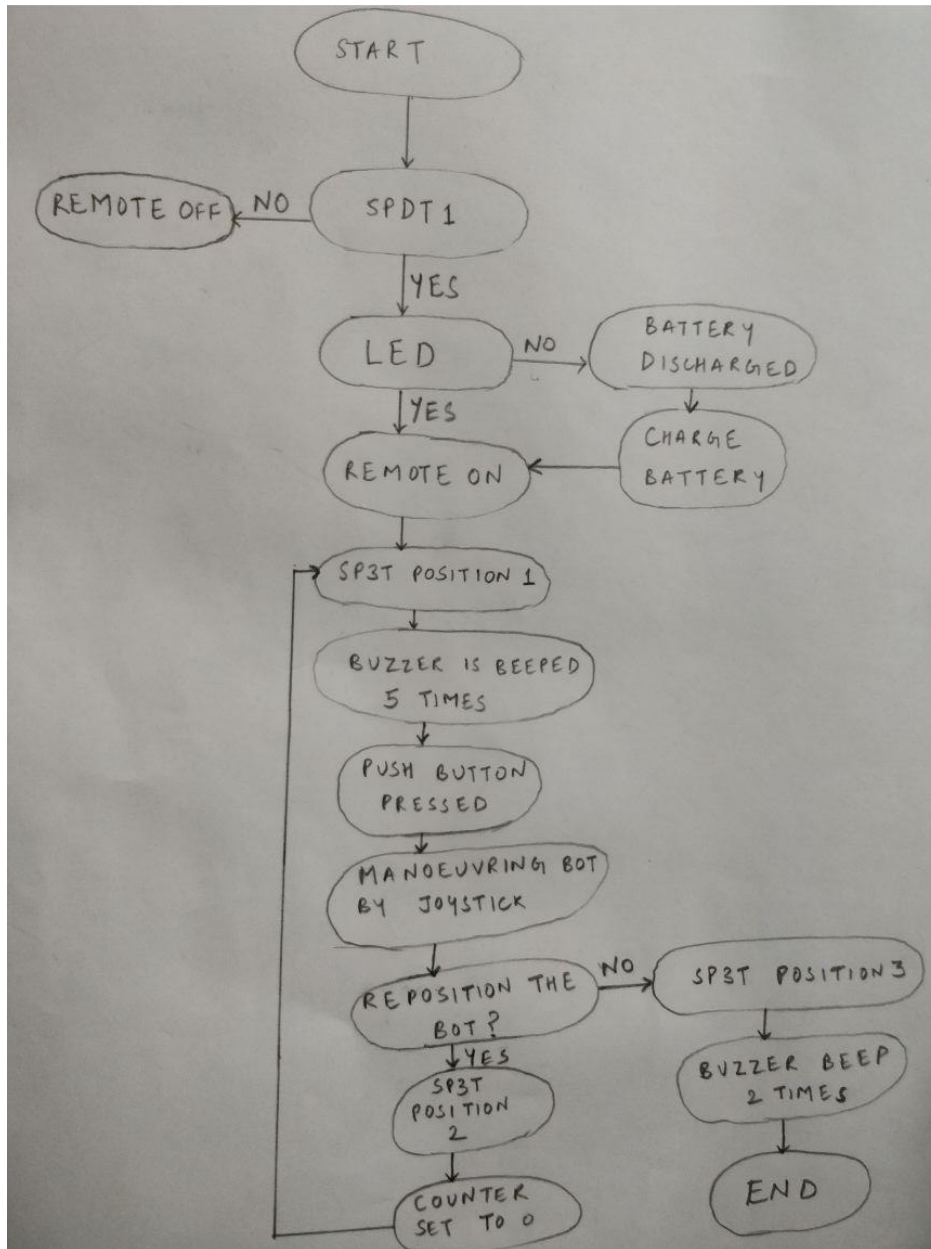 START
REMOTE OFF
NO
SPDT1
YES
LED
NO
BATTERY
DISCHARGED
YES
CHARGE
BATTERY
REMOTE ON
SP3T POSITION 1
BUZZER IS BEEPED
5 TIMES
PUSH BUTTON
PRESSED
MANOEUVRING BOT
BY JOYSTICK
REPOSITION THE
BOT?
NO
SP3T POSITION 3
YES
SP3T
POSITION
2
BUZZER BEEP
2 TIMES
COUNTER
SET TO 0
END